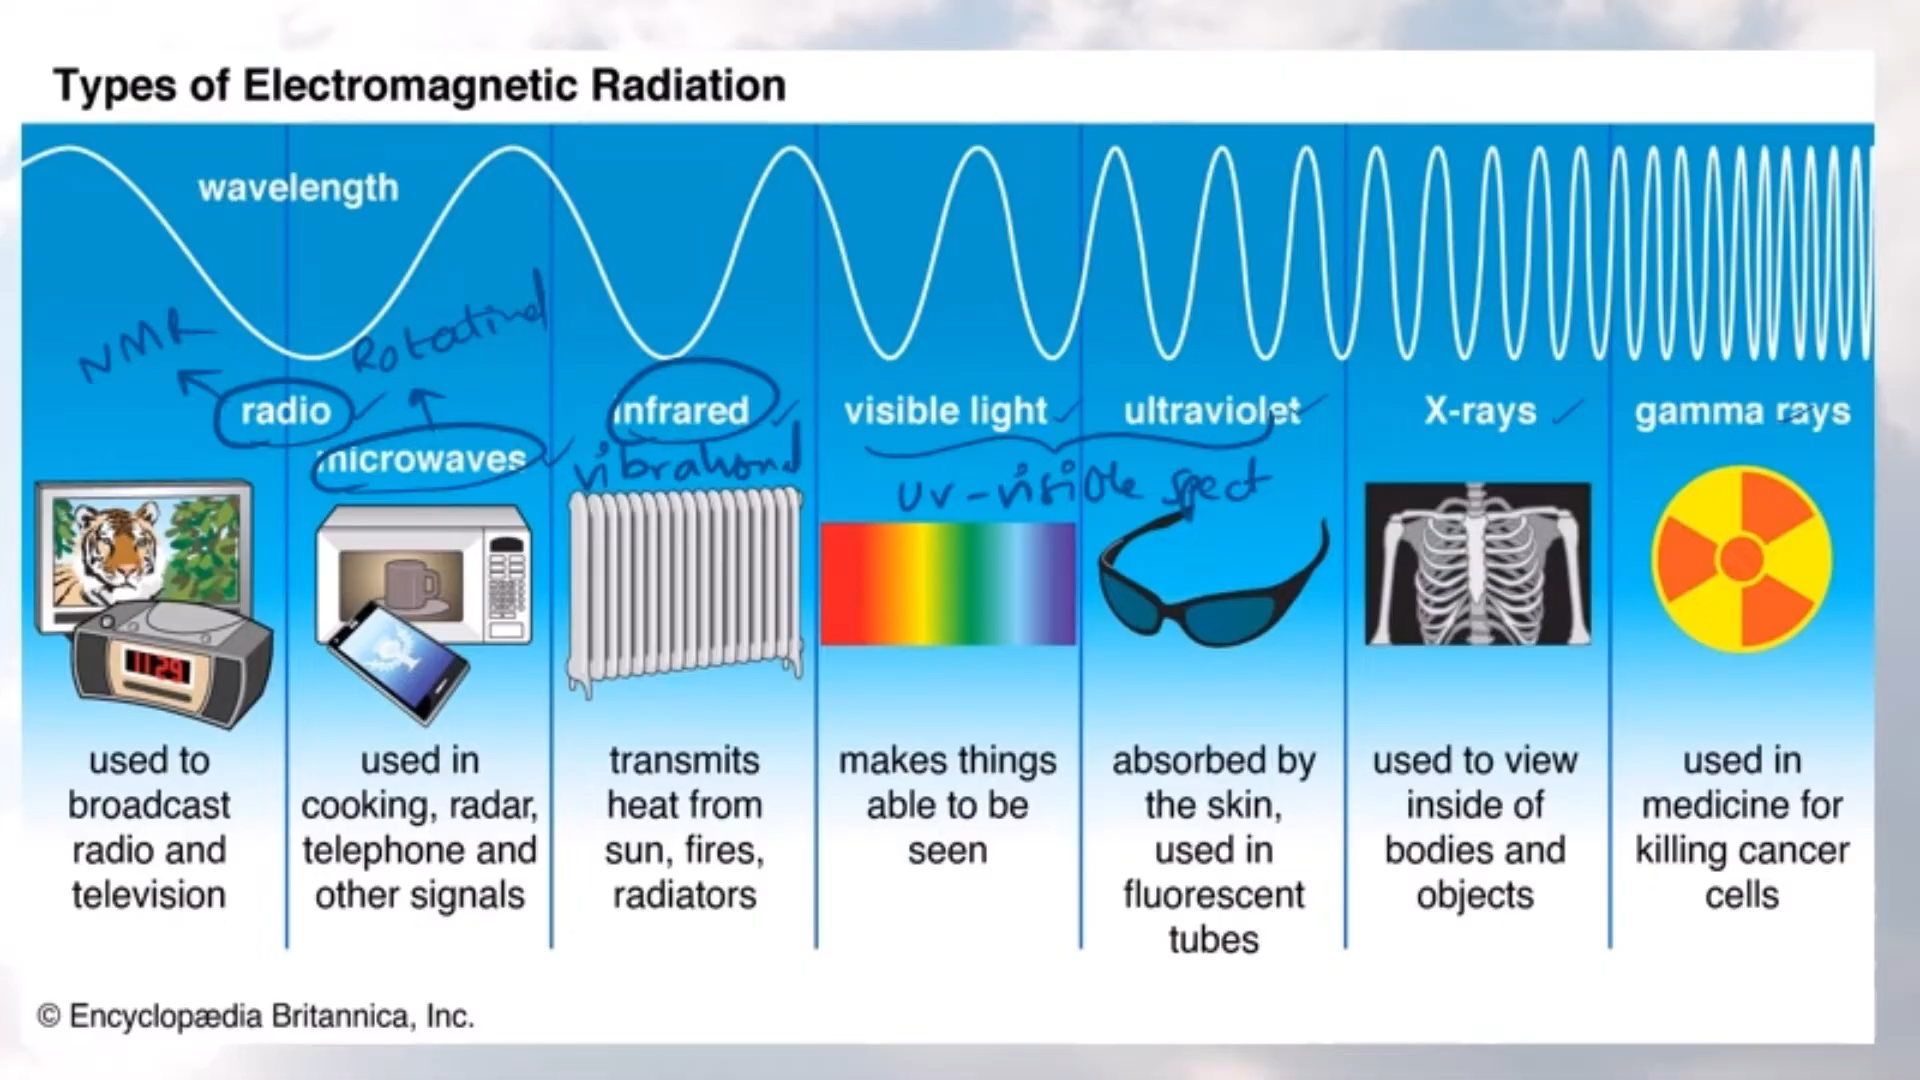 Types of Electromagnetic Radiation
wavelength
NMR
Rotational
radio
microwaves
infrared
visible light
ultraviolet
X-rays
gamma rays
vibrational
UV-visible spect
11:29
used to
broadcast
radio and
television
used in
cooking, radar,
telephone and
other signals
transmits
heat from
sun, fires,
radiators
makes things
able to be
seen
absorbed by
the skin,
used in
fluorescent
tubes
used to view
inside of
bodies and
objects
used in
medicine for
killing cancer
cells
© Encyclopædia Britannica, Inc.